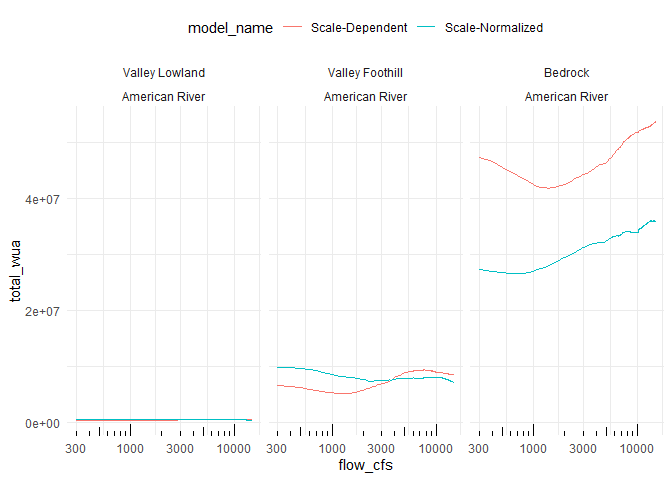 model_name Scale-Dependent Scale-Normalized
Valley Lowland Valley Foothill Bedrock
American River American River American River
total_wua
4e+07
2e+07
0e+00
300 1000 3000 10000 300 1000 3000 10000 300 1000 3000 10000
flow_cfs